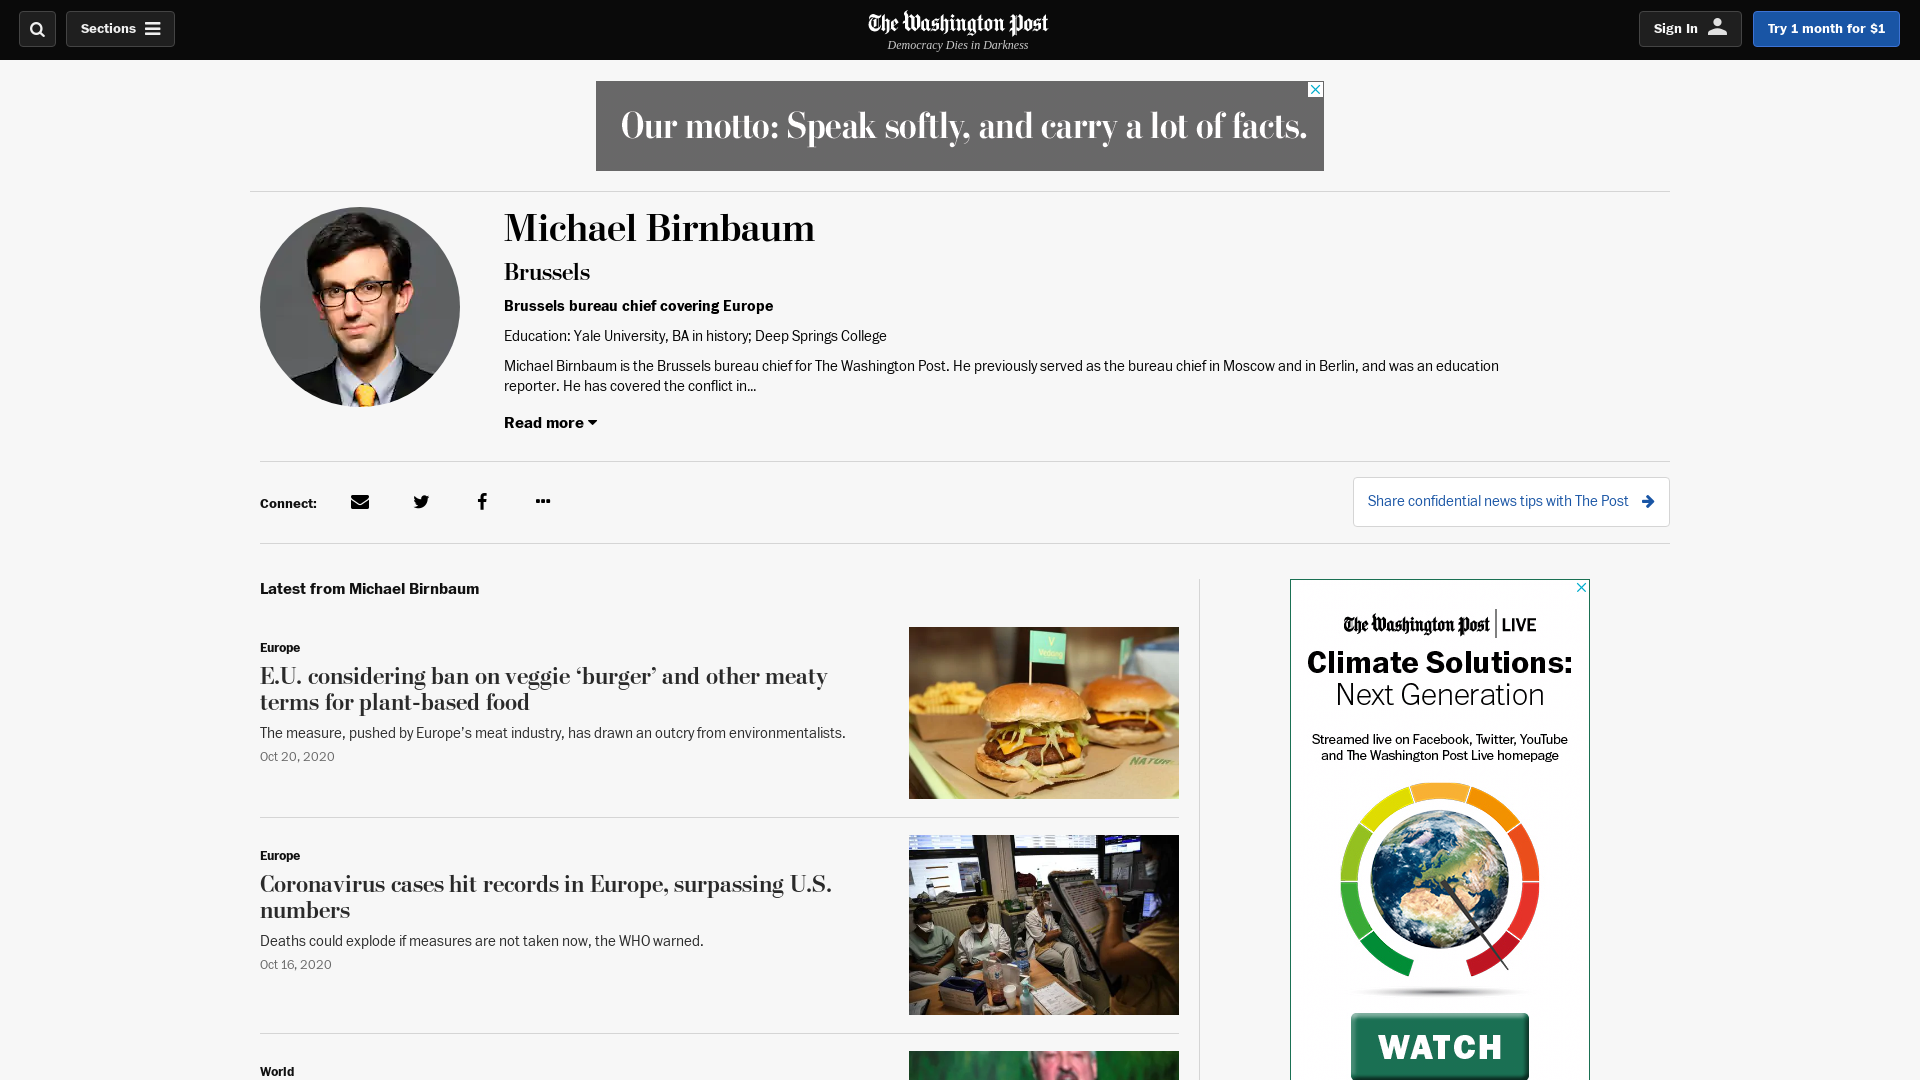 Sections
The Washington Post
Democracy Dies in Darkness
Sign In
Try 1 month for $1
Our motto: Speak softly, and carry a lot of facts.
Michael Birnbaum
Brussels
Brussels bureau chief covering Europe
Education: Yale University, BA in history; Deep Springs College
Michael Birnbaum is the Brussels bureau chief for The Washington Post. He previously served as the bureau chief in Moscow and in Berlin, and was an education
reporter. He has covered the conflict in...
Read more
Connect:
Share confidential news tips with The Post
Latest from Michael Birnbaum
Europe
E.U. considering ban on veggie ‘burger’ and other meaty
terms for plant-based food
The measure, pushed by Europe’s meat industry, has drawn an outcry from environmentalists.
Oct 20, 2020
Europe
Coronavirus cases hit records in Europe, surpassing U.S.
numbers
Deaths could explode if measures are not taken now, the WHO warned.
Oct 16, 2020
World
The Washington Post LIVE
Climate Solutions:
Next Generation
Streamed live on Facebook, Twitter, YouTube
and The Washington Post Live homepage
WATCH